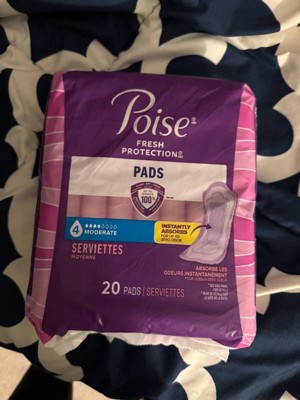 Poise
FRESH
PROTECTION
PADS
100%
4 MODERATE
SERVIETTES
MOYENNE
INSTANTLY
ABSORBS
ABSORBE LES
ODEURS INSTANTANÉMENT
20 PADS | SERVIETTES